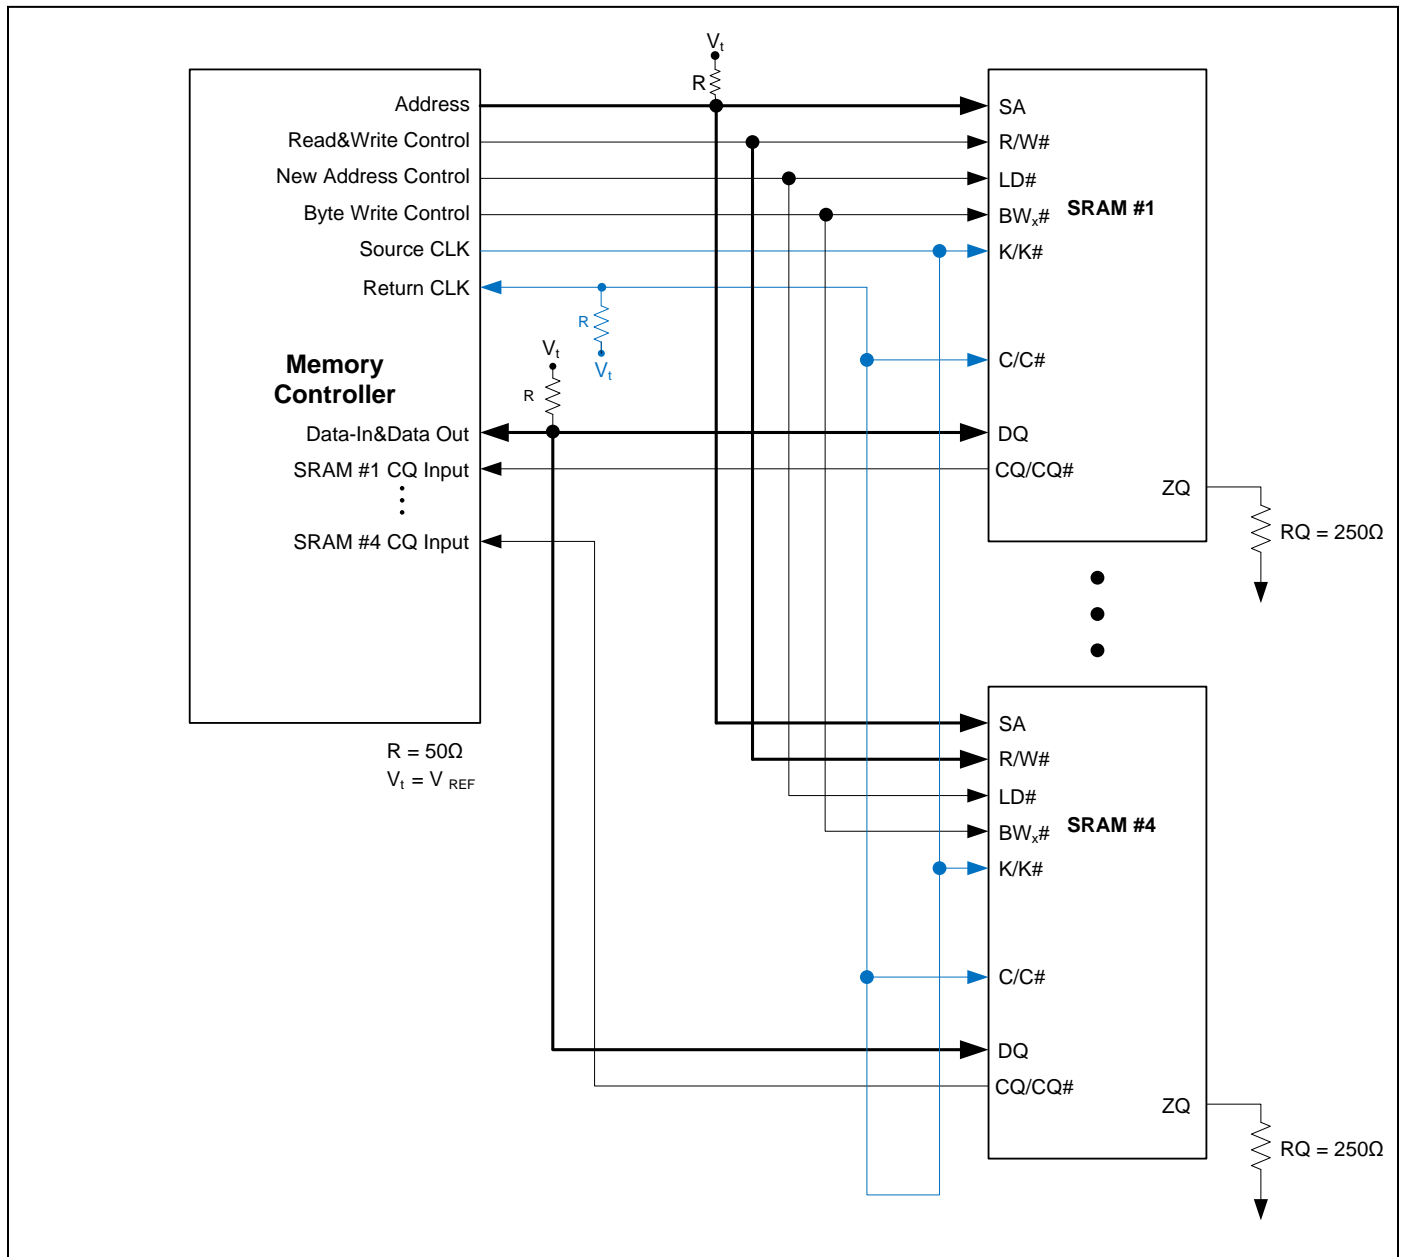 Vt
R
Address
Read&Write Control
New Address Control
Byte Write Control
Source CLK
Return CLK
R
Vt
Vt
R
Memory
Controller
Data-In&Data Out
SRAM #1 CQ Input
SRAM #4 CQ Input
R = 50Ω
Vt = V REF
SA
R/W#
LD#
BWx#
SRAM #1
K/K#
C/C#
DQ
CQ/CQ#
ZQ
RQ = 250Ω
SA
R/W#
LD#
BWx#
SRAM #4
K/K#
C/C#
DQ
CQ/CQ#
ZQ
RQ = 250Ω